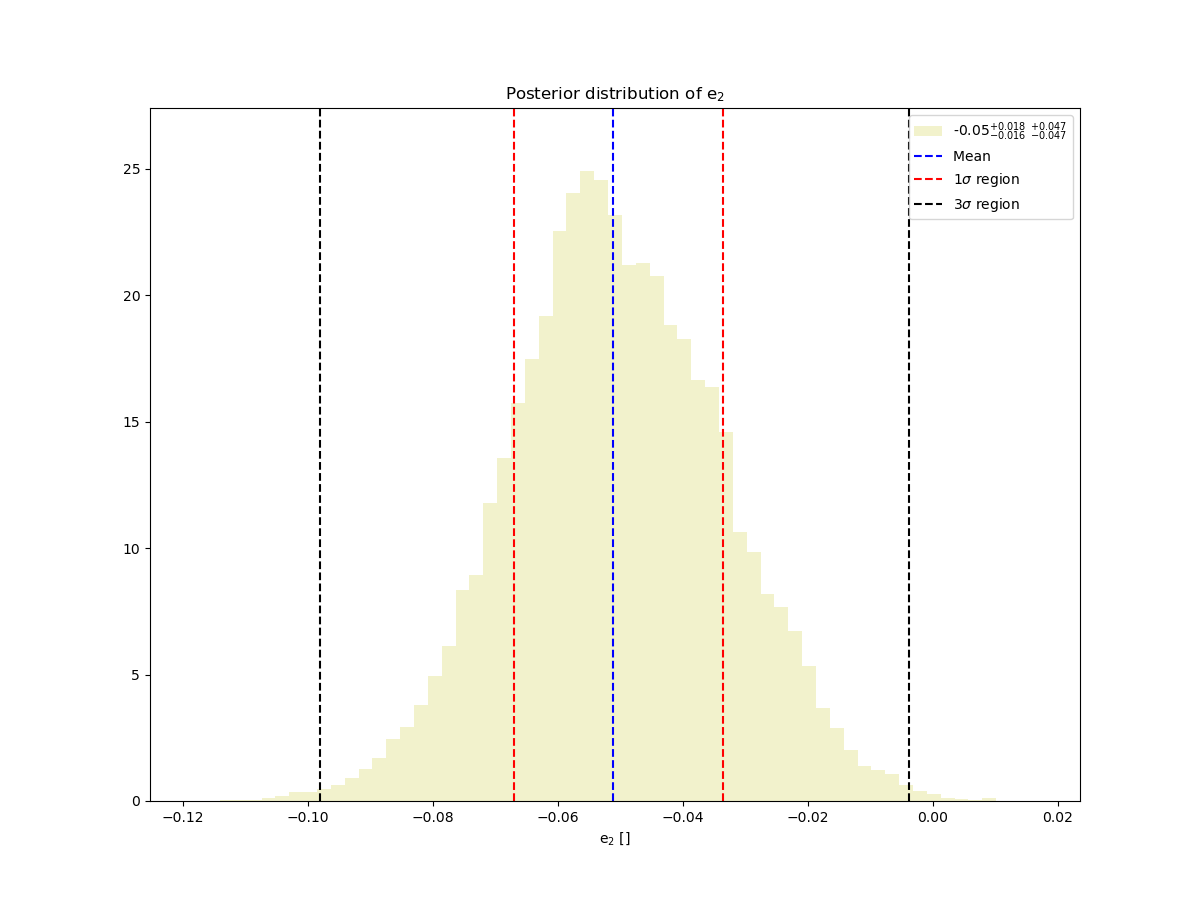 Posterior distribution of e₂
-0.05⁺⁰·⁰¹⁸₋₀.₀₁₆ ⁺⁰·⁰⁴⁷₋₀.₀₄₇
Mean
1σ region
3σ region
25
20
15
10
5
0
−0.12 −0.10 −0.08 −0.06 −0.04 −0.02 0.00 0.02
e₂ []